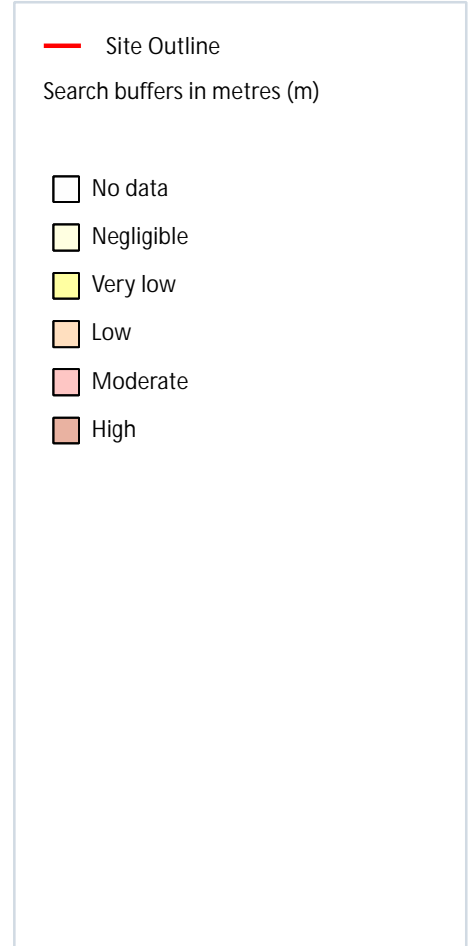 Site Outline
Search buffers in metres (m)
No data
Negligible
Very low
Low
Moderate
High